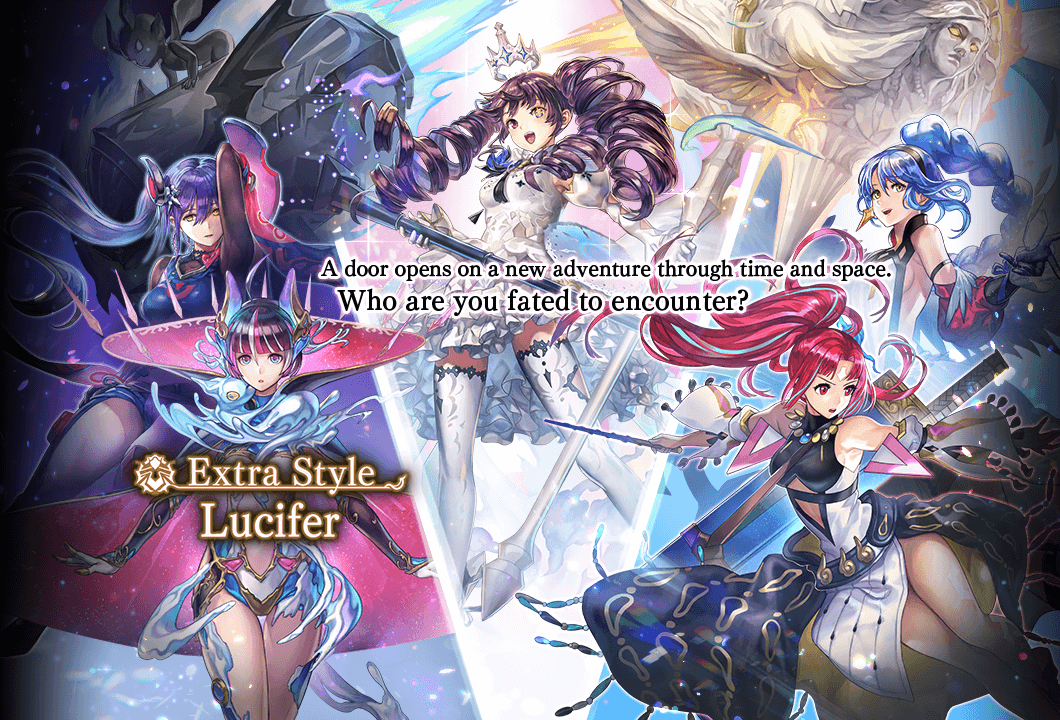 A door opens on a new adventure through time and space.
Who are you fated to encounter?
Extra Style
Lucifer